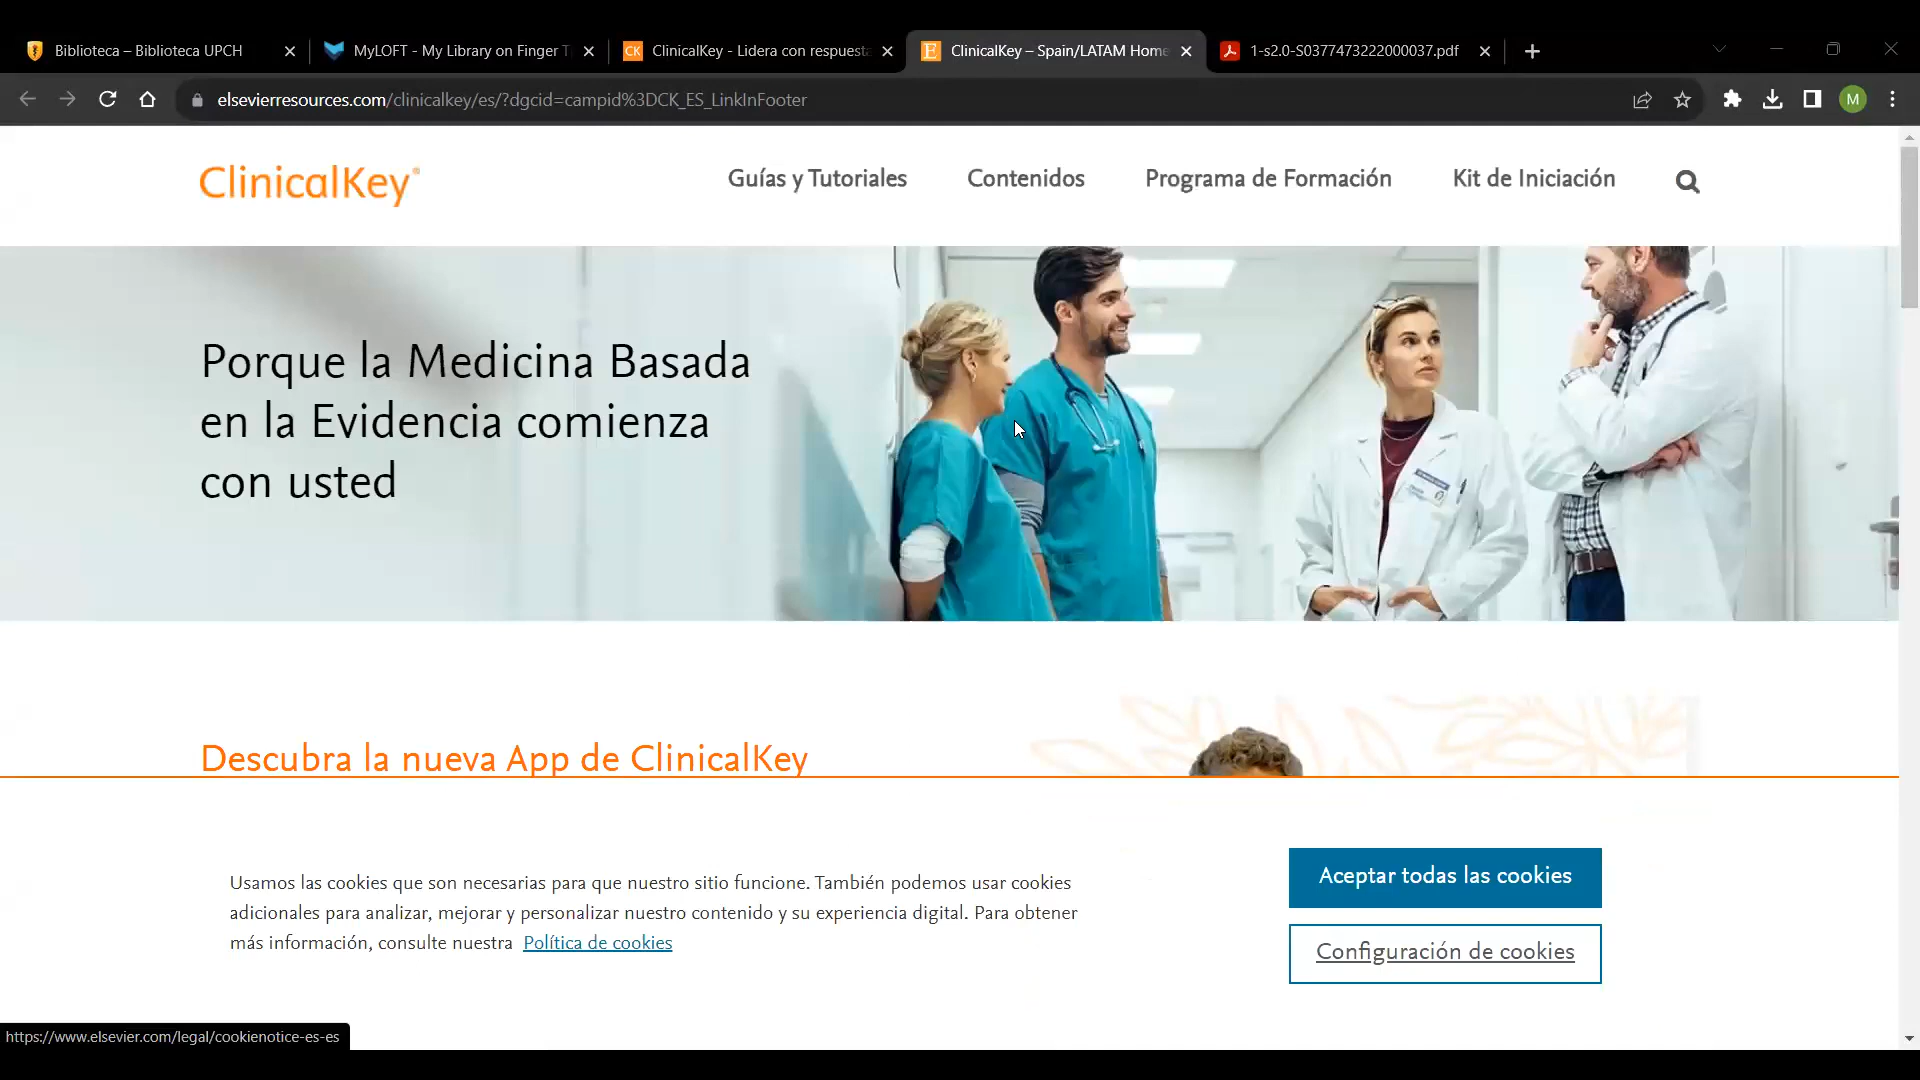 Biblioteca – Biblioteca UPCH
MyLOFT - My Library on Finger T
ClinicalKey - Lidera con respuesta
ClinicalKey – Spain/LATAM Home
1-s2.0-S0377473222000037.pdf
elsevierresources.com/clinicalkey/es/?dgcid=campid%3DCK_ES_LinkInFooter
M
ClinicalKey®
Guías y Tutoriales
Contenidos
Programa de Formación
Kit de Iniciación
Porque la Medicina Basada
en la Evidencia comienza
con usted
Descubra la nueva App de ClinicalKey
Usamos las cookies que son necesarias para que nuestro sitio funcione. También podemos usar cookies
adicionales para analizar, mejorar y personalizar nuestro contenido y su experiencia digital. Para obtener
más información, consulte nuestra Política de cookies
Aceptar todas las cookies
Configuración de cookies
https://www.elsevier.com/legal/cookienotice-es-es